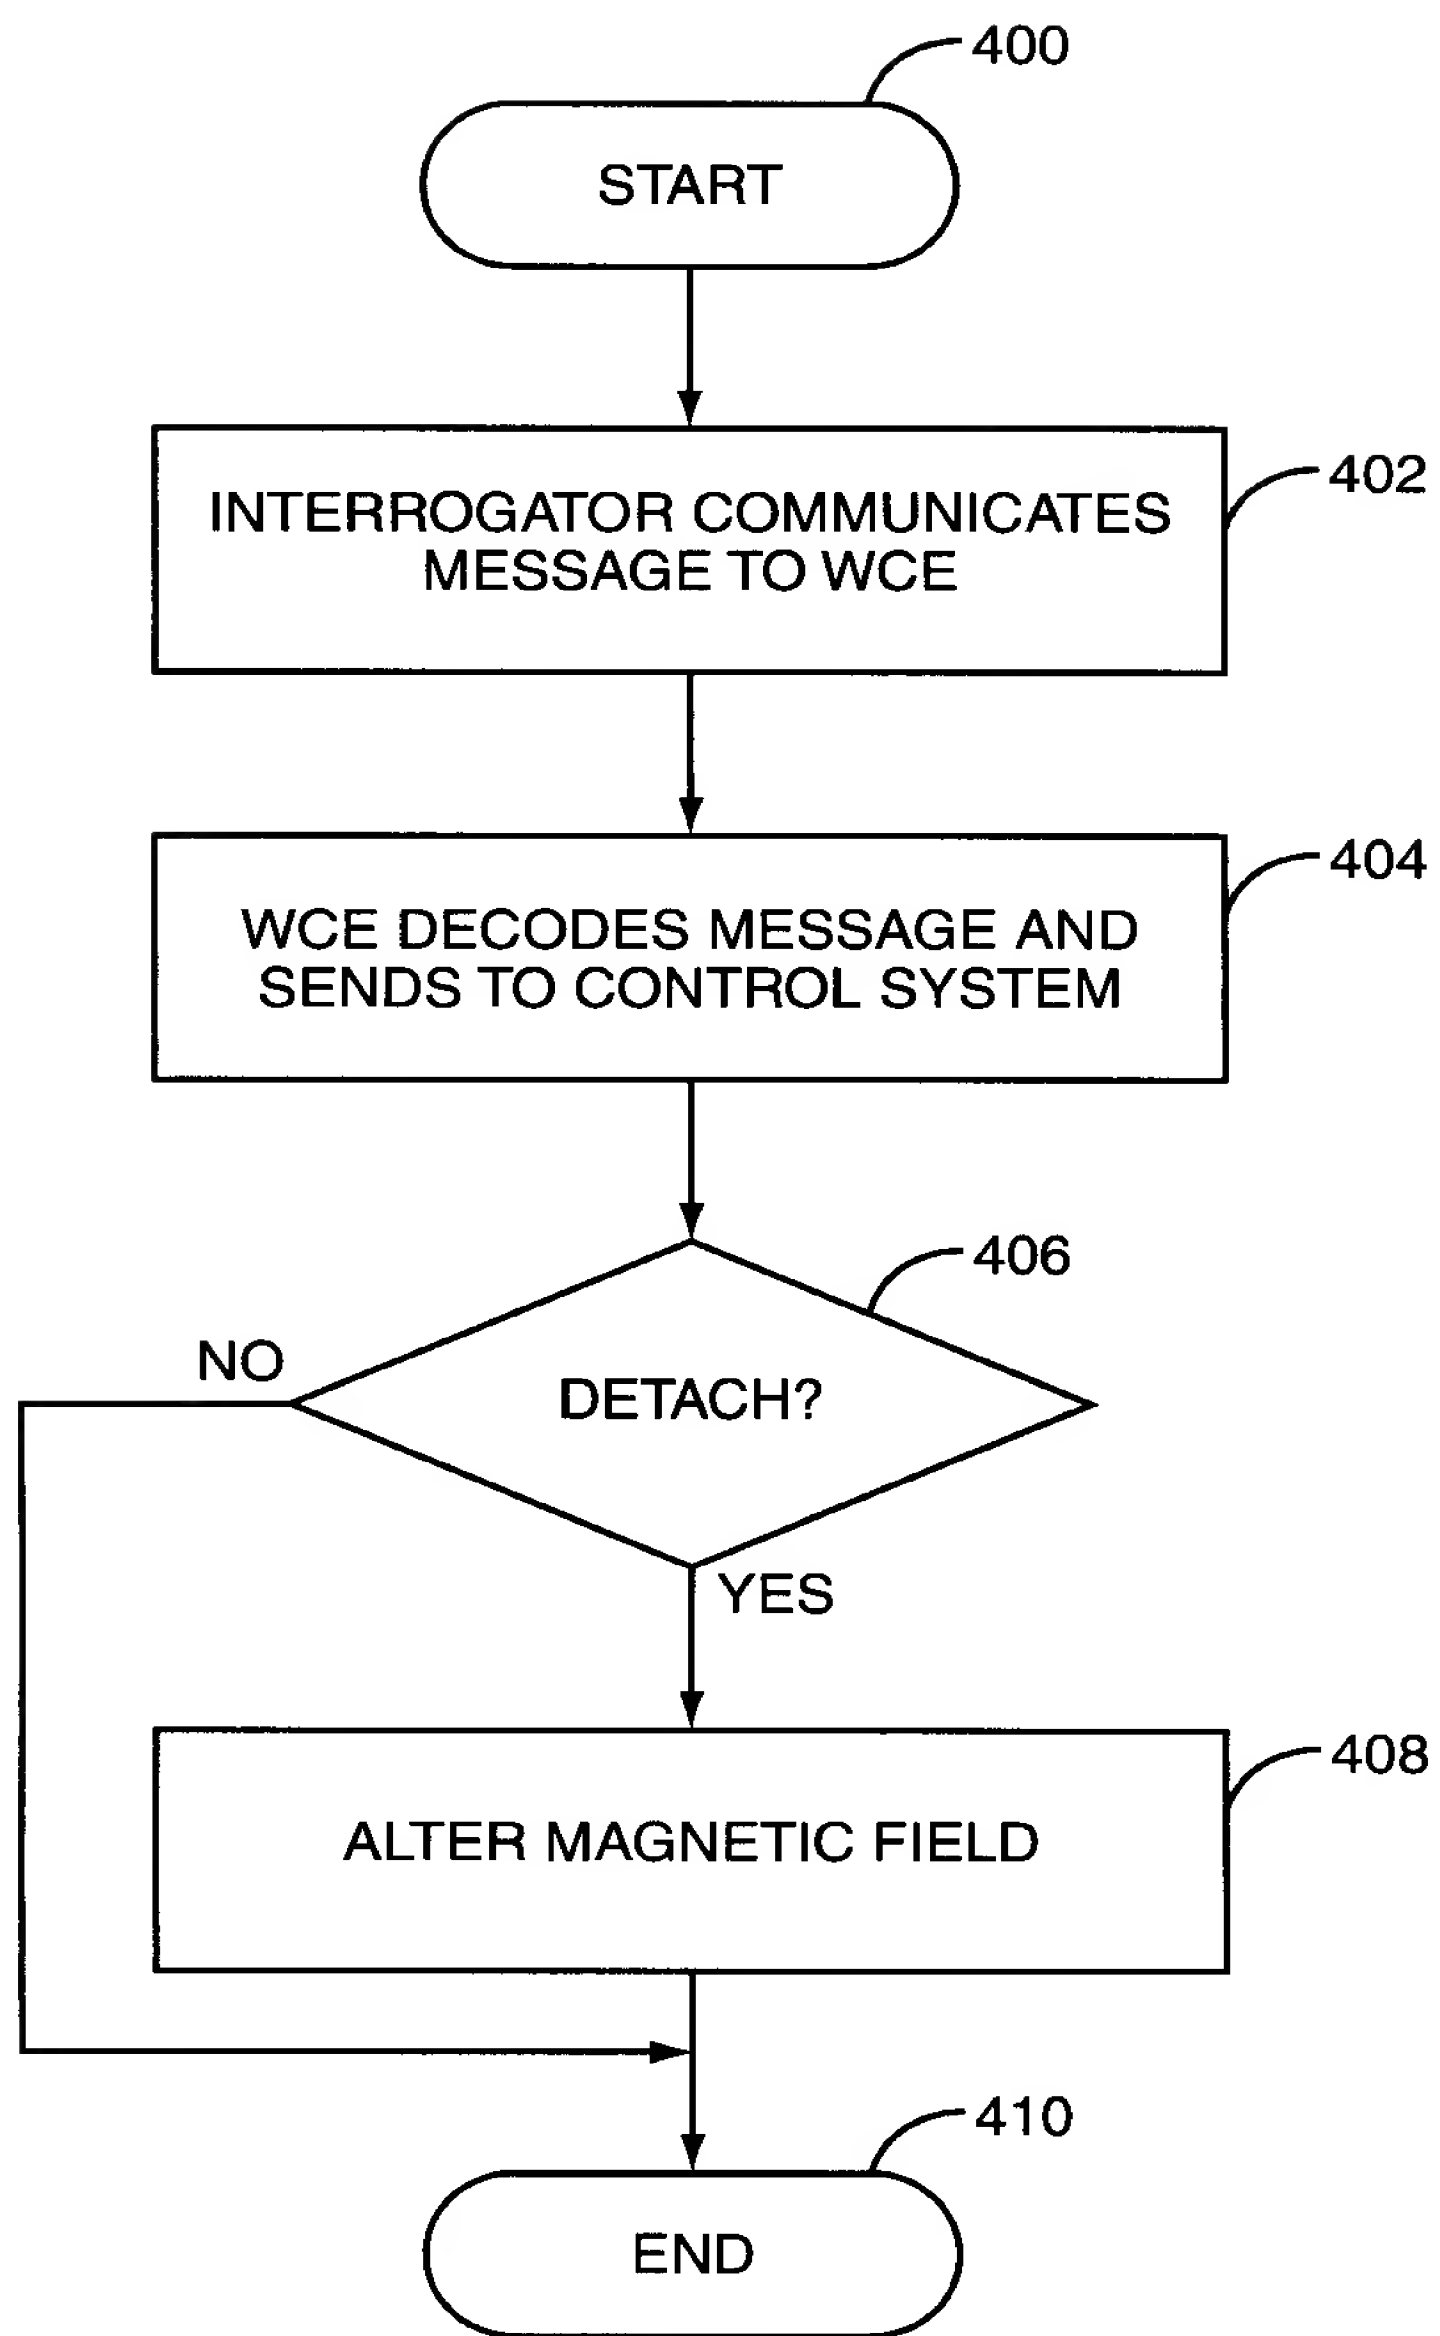 400
START
INTERROGATOR COMMUNICATES
MESSAGE TO WCE
402
WCE DECODES MESSAGE AND
SENDS TO CONTROL SYSTEM
404
406
NO
DETACH?
YES
408
ALTER MAGNETIC FIELD
410
END